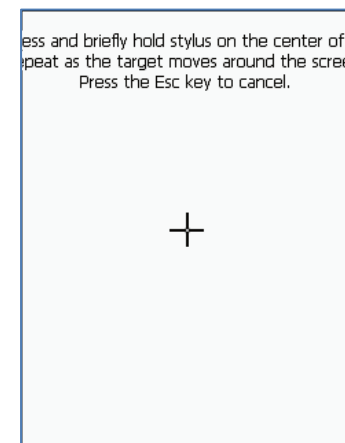 ess and briefly hold stylus on the center of
peat as the target moves around the scree
Press the Esc key to cancel.